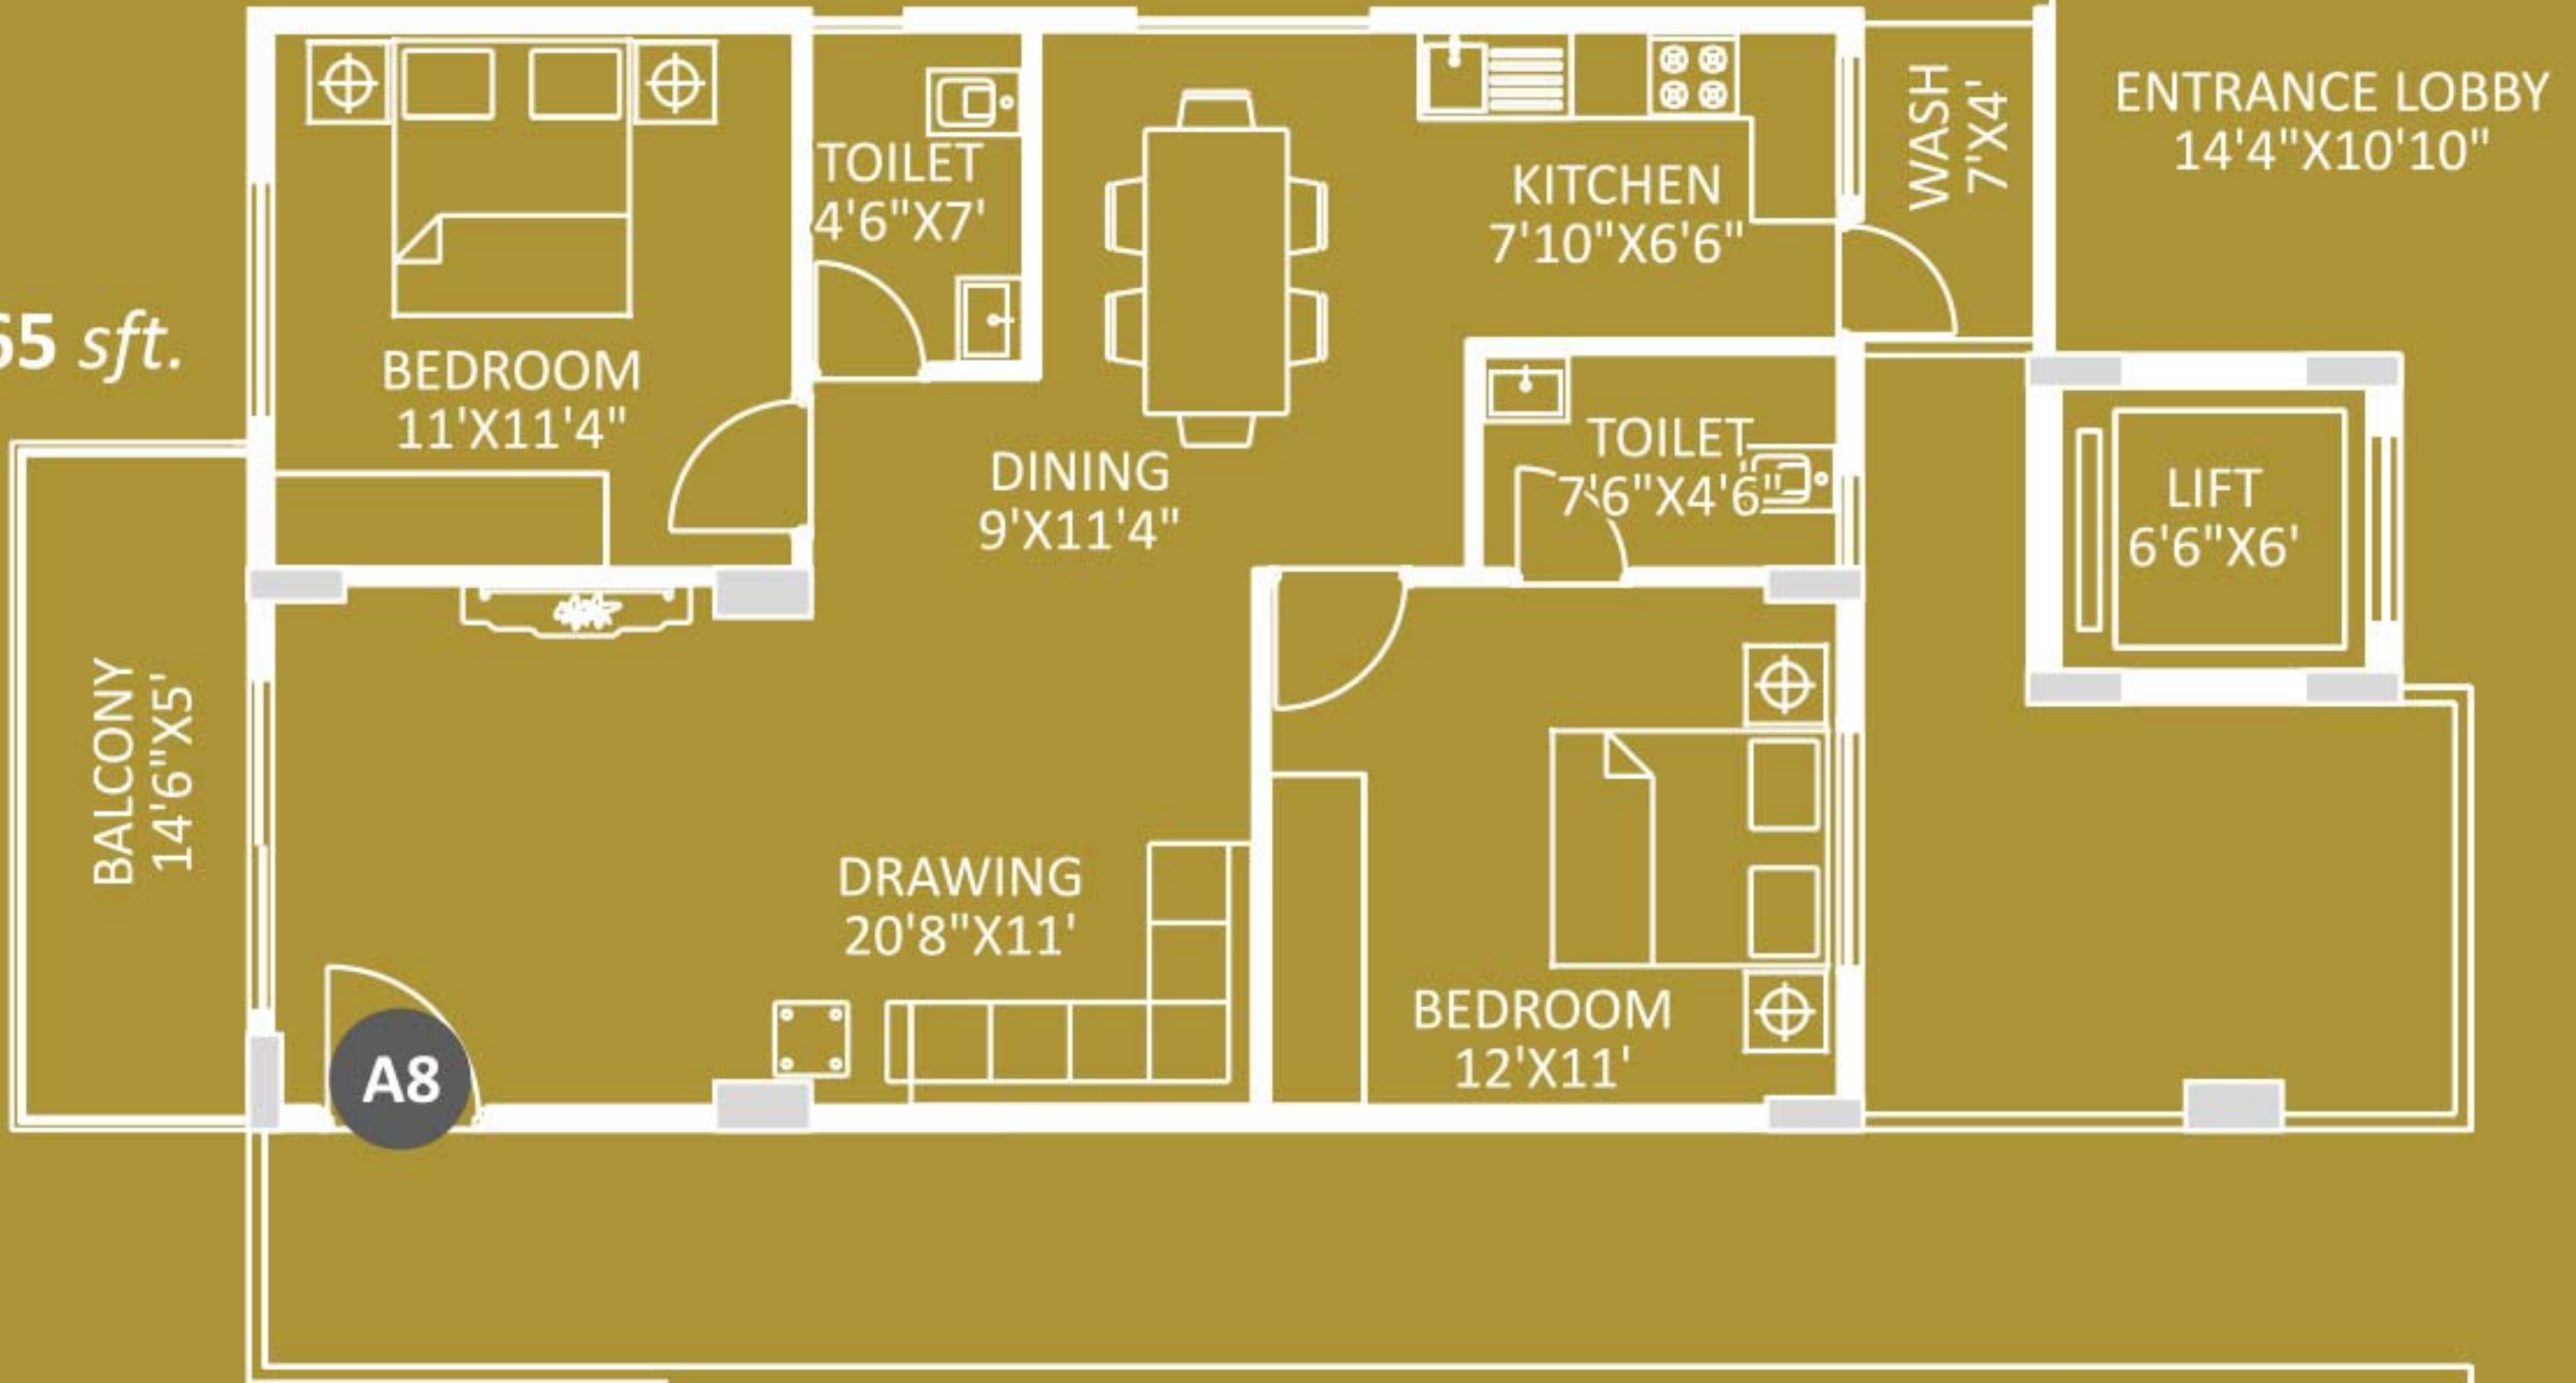 sft.
BEDROOM
11'X11'4"
TOILET
4'6"X7'
DINING
9'X11'4"
KITCHEN
7'10"X6'6"
WASH
7'X4'
ENTRANCE LOBBY
14'4"X10'10"
TOILET
7'6"X4'6"
LIFT
6'6"X6'
BALCONY
14'6"X5'
DRAWING
20'8"X11'
BEDROOM
12'X11'
A8